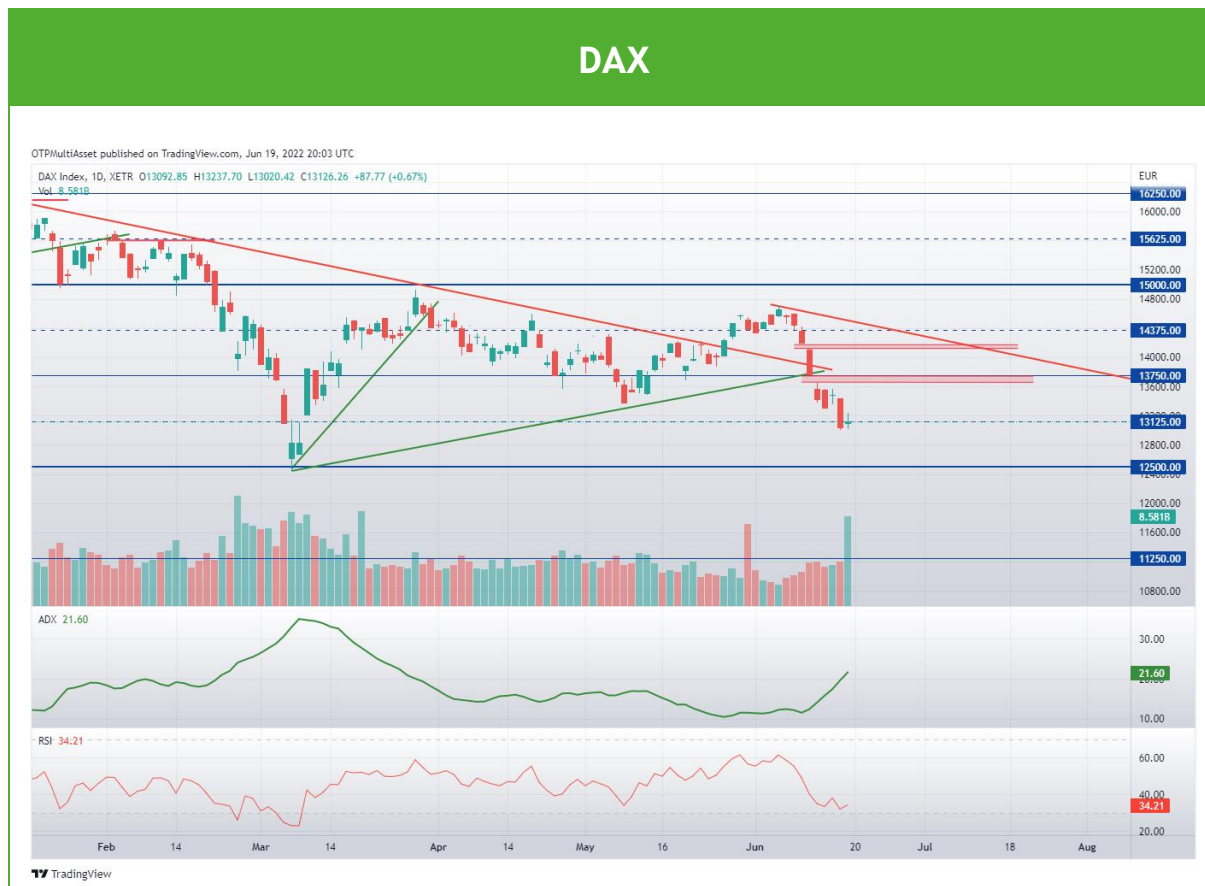 DAX
OTPMultiAsset published on TradingView.com, Jun 19, 2022 20:03 UTC
DAX Index, 1D, XETR O13092.85 H13237.70 L13020.42 C13126.26 +87.77 (+0.67%)
Vol 8.581B
EUR
16250.00
16000.00
15625.00
15200.00
15000.00
14800.00
14375.00
14000.00
13750.00
13600.00
13125.00
12800.00
12500.00
12000.00
8.581B
11600.00
11250.00
10800.00
ADX 21.60
30.00
21.60
10.00
RSI 34.21
60.00
40.00
34.21
20.00
Feb 14 Mar 14 Apr 14 May 16 Jun 20 Jul 18 Aug
TradingView